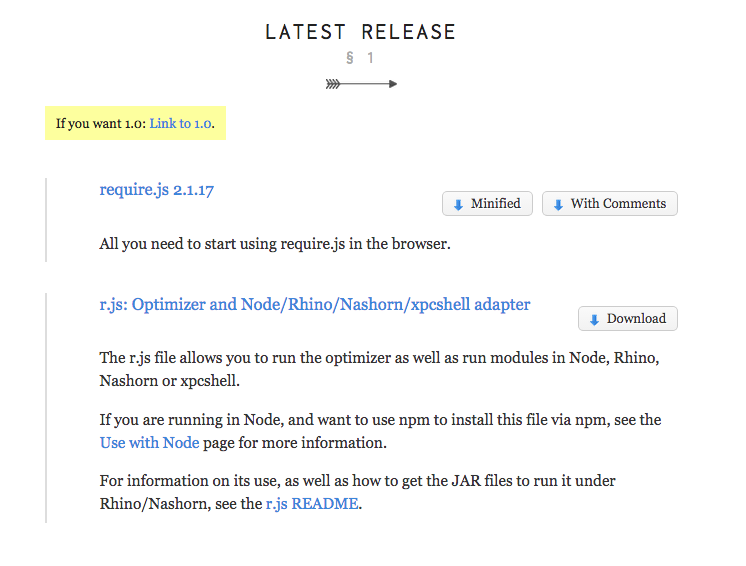 LATEST RELEASE
§ 1
If you want 1.0: Link to 1.0.
require.js 2.1.17
Minified
With Comments
All you need to start using require.js in the browser.
r.js: Optimizer and Node/Rhino/Nashorn/xpcshell adapter
Download
The r.js file allows you to run the optimizer as well as run modules in Node, Rhino,
Nashorn or xpcshell.
If you are running in Node, and want to use npm to install this file via npm, see the
Use with Node page for more information.
For information on its use, as well as how to get the JAR files to run it under
Rhino/Nashorn, see the r.js README.